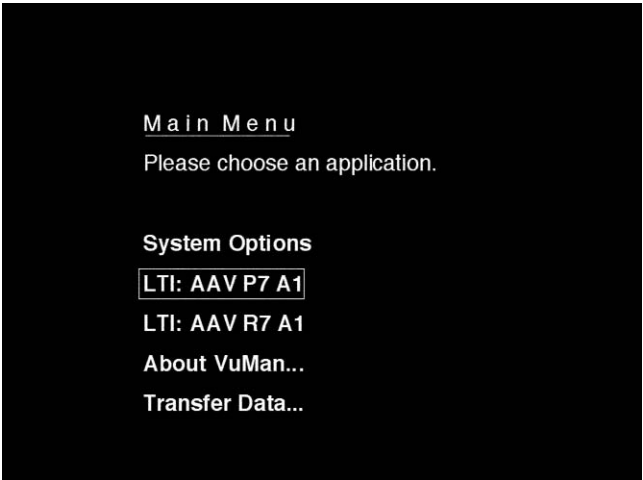 Main Menu
Please choose an application.
System Options
LTI: AAV P7 A1
LTI: AAV R7 A1
About VuMan...
Transfer Data...